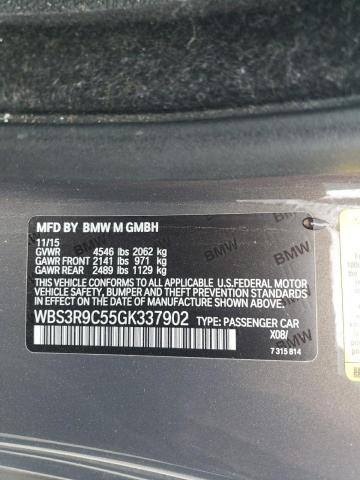 MFD BY BMW M GMBH
11/15
GVWR 4546 lbs 2062 kg
GAWR FRONT 2141 lbs 971 kg
GAWR REAR 2489 lbs 1129 kg
THIS VEHICLE CONFORMS TO ALL APPLICABLE U.S.FEDERAL
MOTOR VEHICLE SAFETY, BUMPER AND THEFT PREVENTION
STANDARDS IN EFFECT ON THE DATE OF MANUFACTURE
SHOWN ABOVE.
WBS3R9C55GK337902 TYPE: PASSENGER CAR
X08/
7 315 814
BMW
BMW
BMW